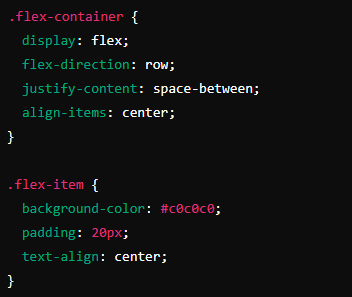 .flex-container {
  display: flex;
  flex-direction: row;
  justify-content: space-between;
  align-items: center;
}

.flex-item {
  background-color: #c0c0c0;
  padding: 20px;
  text-align: center;
}